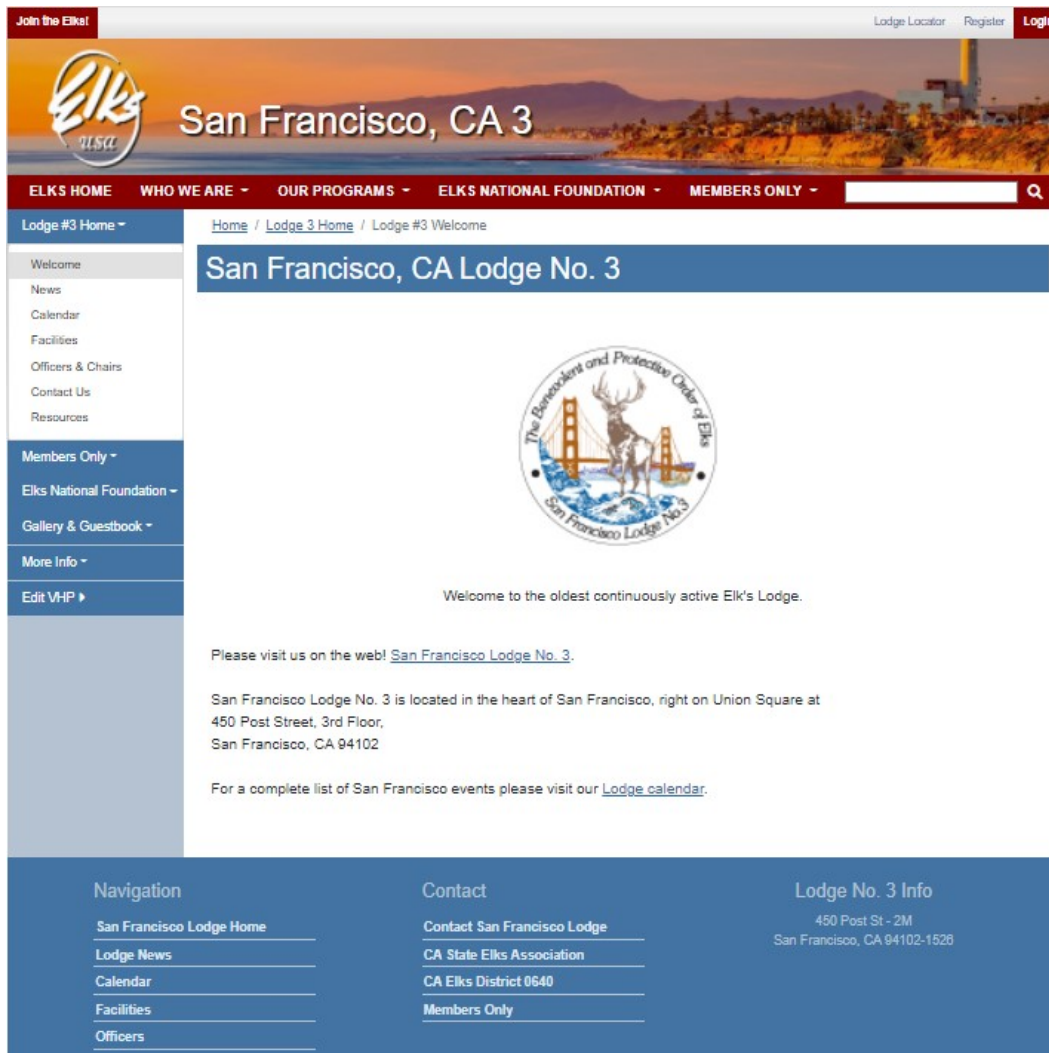 Join the Elks!
Lodge Locator Register Login
Elks
usa
San Francisco, CA 3
ELKS HOME WHO WE ARE OUR PROGRAMS ELKS NATIONAL FOUNDATION MEMBERS ONLY
Lodge #3 Home
Home / Lodge 3 Home / Lodge #3 Welcome
Welcome
News
Calendar
Facilities
Officers & Chairs
Contact Us
Resources
Members Only
Elks National Foundation
Gallery & Guestbook
More Info
Edit VHP
San Francisco, CA Lodge No. 3
The Benevolent and Protective Order of Elks
San Francisco Lodge No.3
Welcome to the oldest continuously active Elk's Lodge.
Please visit us on the web! San Francisco Lodge No. 3.
San Francisco Lodge No. 3 is located in the heart of San Francisco, right on Union Square at
450 Post Street, 3rd Floor,
San Francisco, CA 94102
For a complete list of San Francisco events please visit our Lodge calendar.
Navigation
San Francisco Lodge Home
Lodge News
Calendar
Facilities
Officers
Contact
Contact San Francisco Lodge
CA State Elks Association
CA Elks District 0640
Members Only
Lodge No. 3 Info
450 Post St - 2M
San Francisco, CA 94102-1526